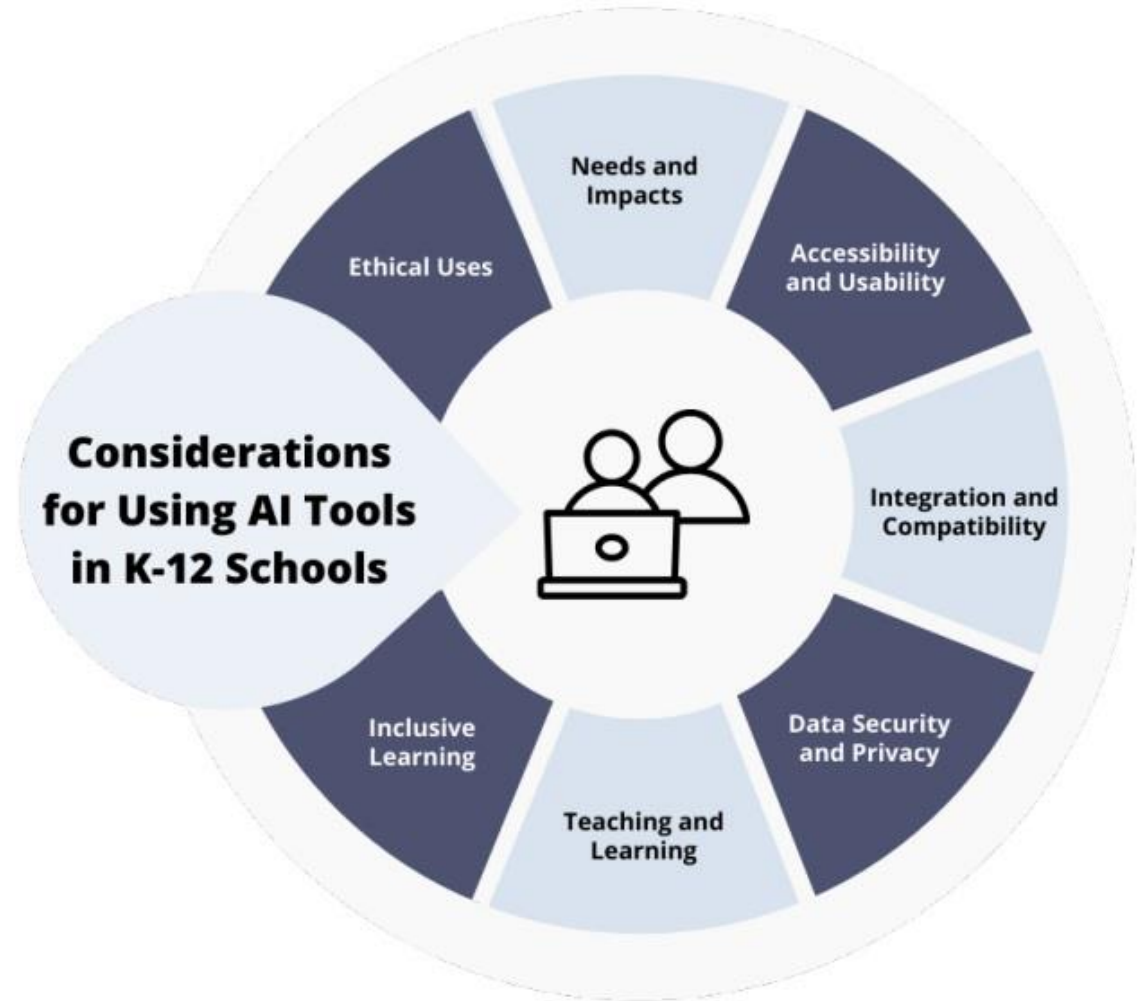 Considerations
for Using AI Tools
in K-12 Schools
Ethical Uses
Needs and
Impacts
Accessibility
and Usability
Integration and
Compatibility
Data Security
and Privacy
Teaching and
Learning
Inclusive
Learning